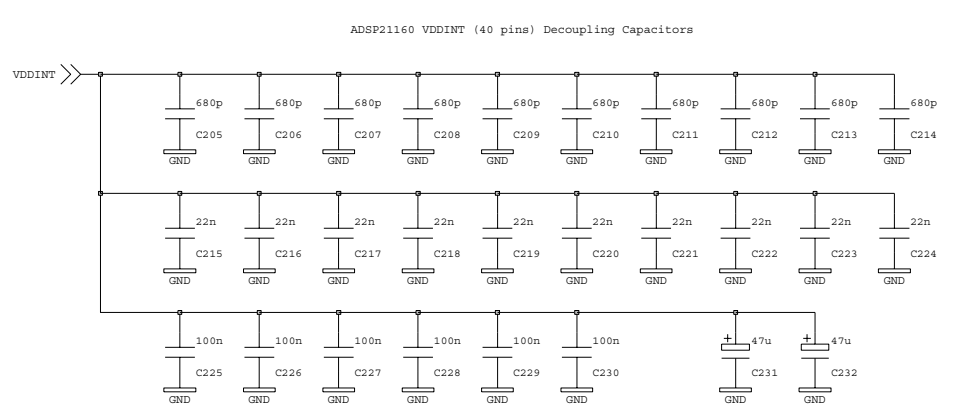 ADSP21160 VDDINT (40 pins) Decoupling Capacitors
VDDINT
680p 680p 680p 680p 680p 680p 680p 680p 680p 680p
C205 C206 C207 C208 C209 C210 C211 C212 C213 C214
GND GND GND GND GND GND GND GND GND GND
22n 22n 22n 22n 22n 22n 22n 22n 22n 22n
C215 C216 C217 C218 C219 C220 C221 C222 C223 C224
GND GND GND GND GND GND GND GND GND GND
100n 100n 100n 100n 100n 100n + 47u + 47u
C225 C226 C227 C228 C229 C230 C231 C232
GND GND GND GND GND GND GND GND